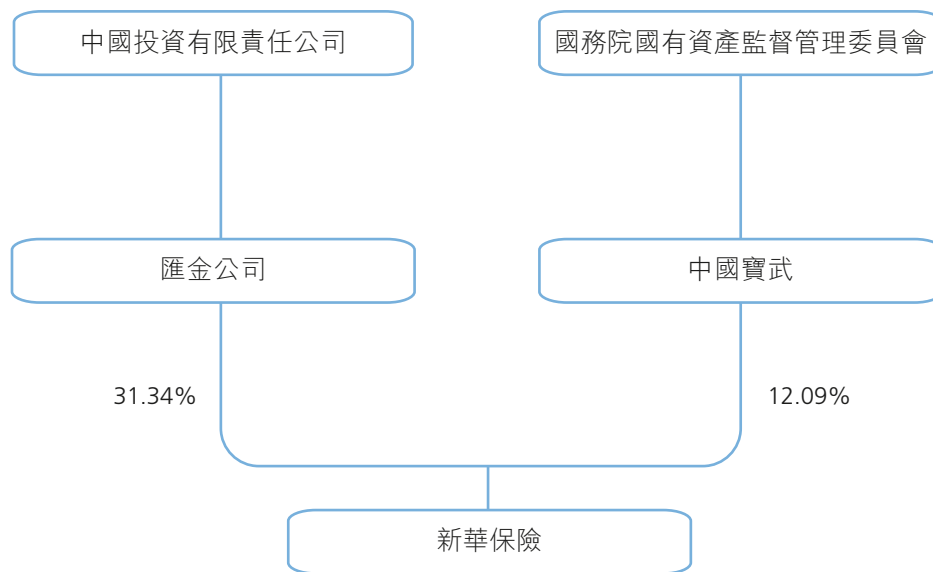 中國投資有限責任公司
國務院國有資產監督管理委員會
匯金公司
中國寶武
31.34%
12.09%
新華保險